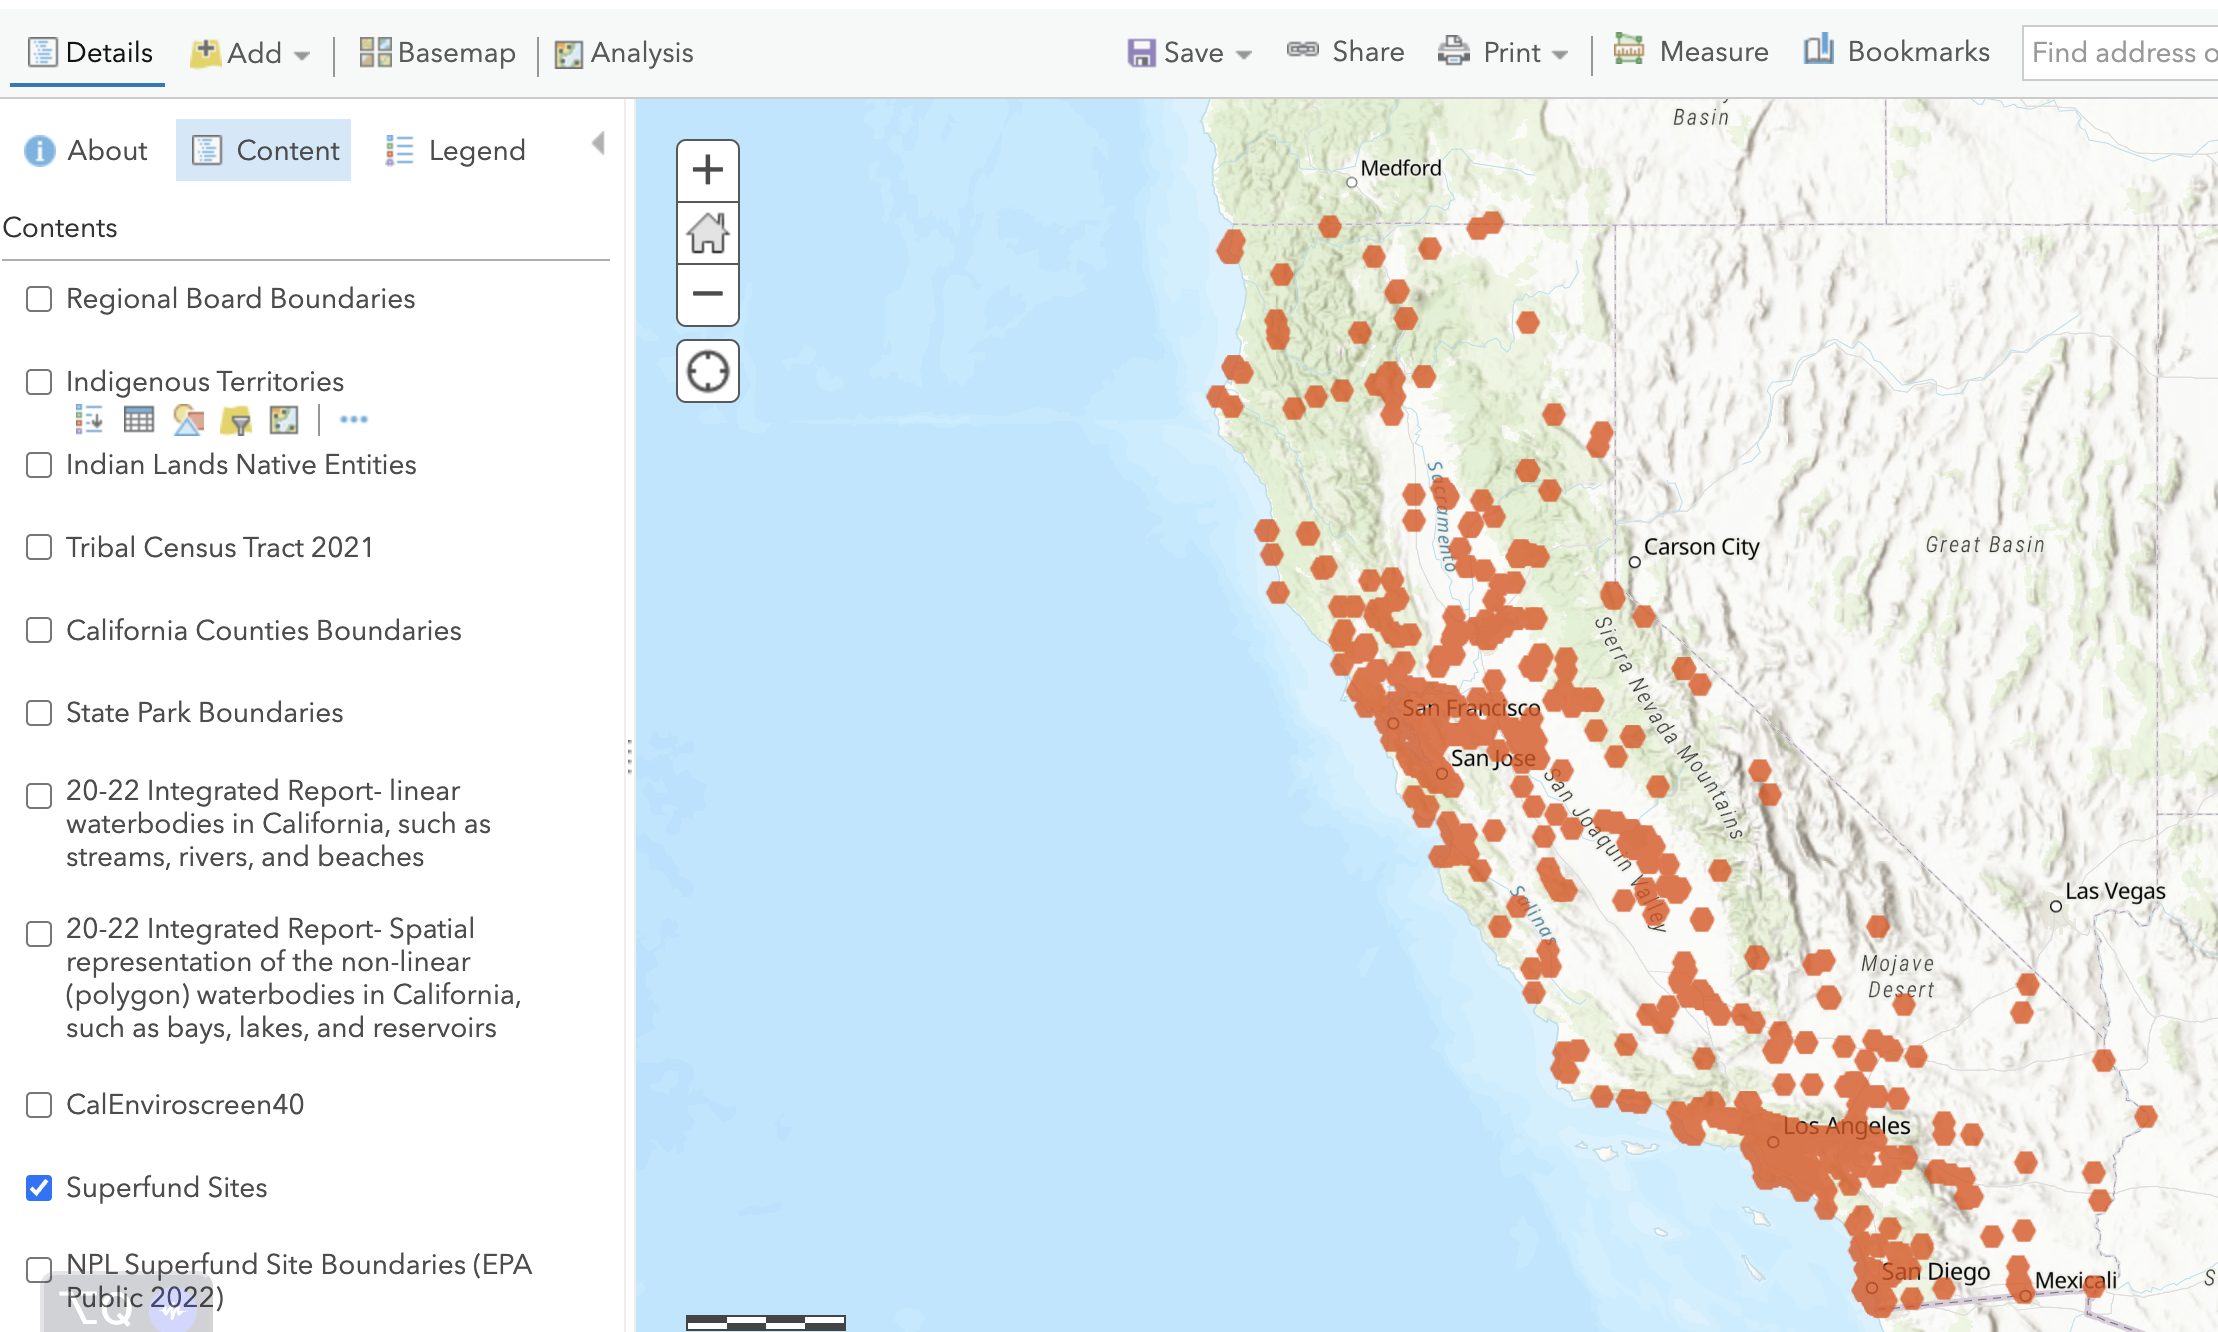 Details
Add
Basemap
Analysis
Save
Share
Print
Measure
Bookmarks
Find address o
About
Content
Legend
Contents
Regional Board Boundaries
Indigenous Territories
Indian Lands Native Entities
Tribal Census Tract 2021
California Counties Boundaries
State Park Boundaries
20-22 Integrated Report- linear
waterbodies in California, such as
streams, rivers, and beaches
20-22 Integrated Report- Spatial
representation of the non-linear
(polygon) waterbodies in California,
such as bays, lakes, and reservoirs
CalEnviroscreen40
Superfund Sites
NPL Superfund Site Boundaries (EPA
Public 2022)
⌥Q
Basin
Medford
Sacramento
Carson City
Great Basin
Sierra Nevada Mountains
San Francisco
San Jose
San Joaquin Valley
Salinas
Las Vegas
Mojave
Desert
Los Angeles
San Diego
Mexicali
S